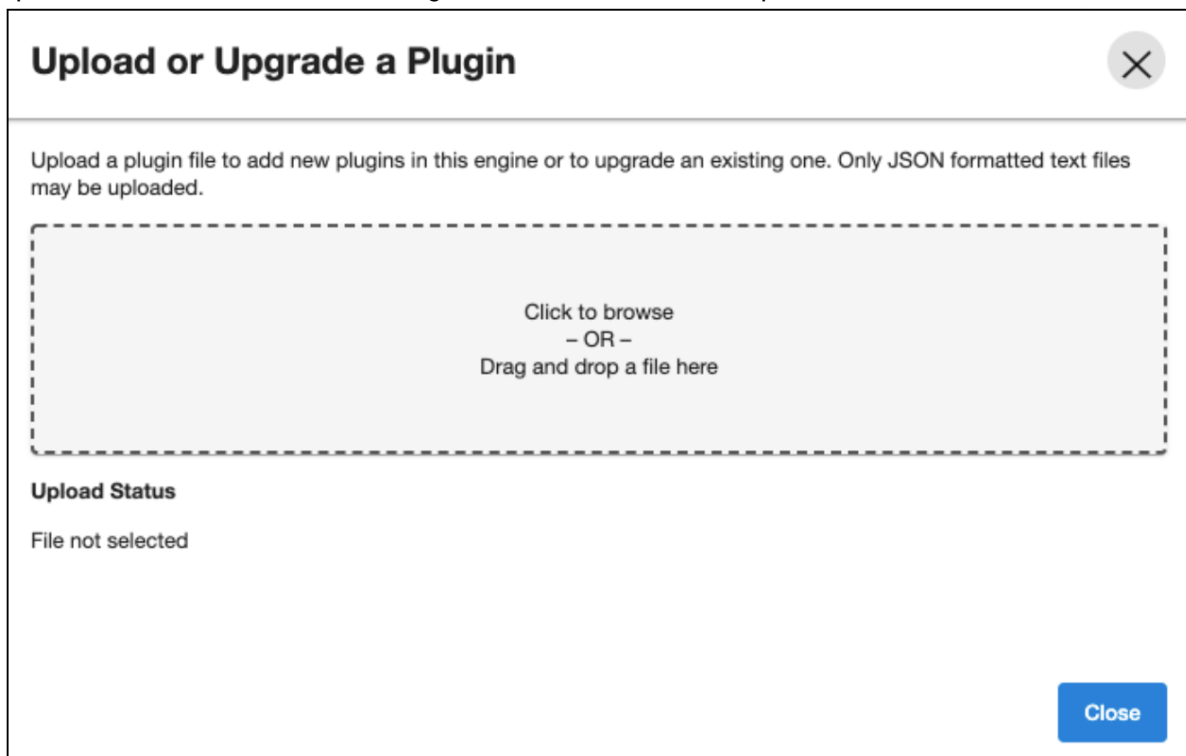 Upload or Upgrade a Plugin
Upload a plugin file to add new plugins in this engine or to upgrade an existing one. Only JSON formatted text files
may be uploaded.
Click to browse
– OR –
Drag and drop a file here
Upload Status
File not selected
Close